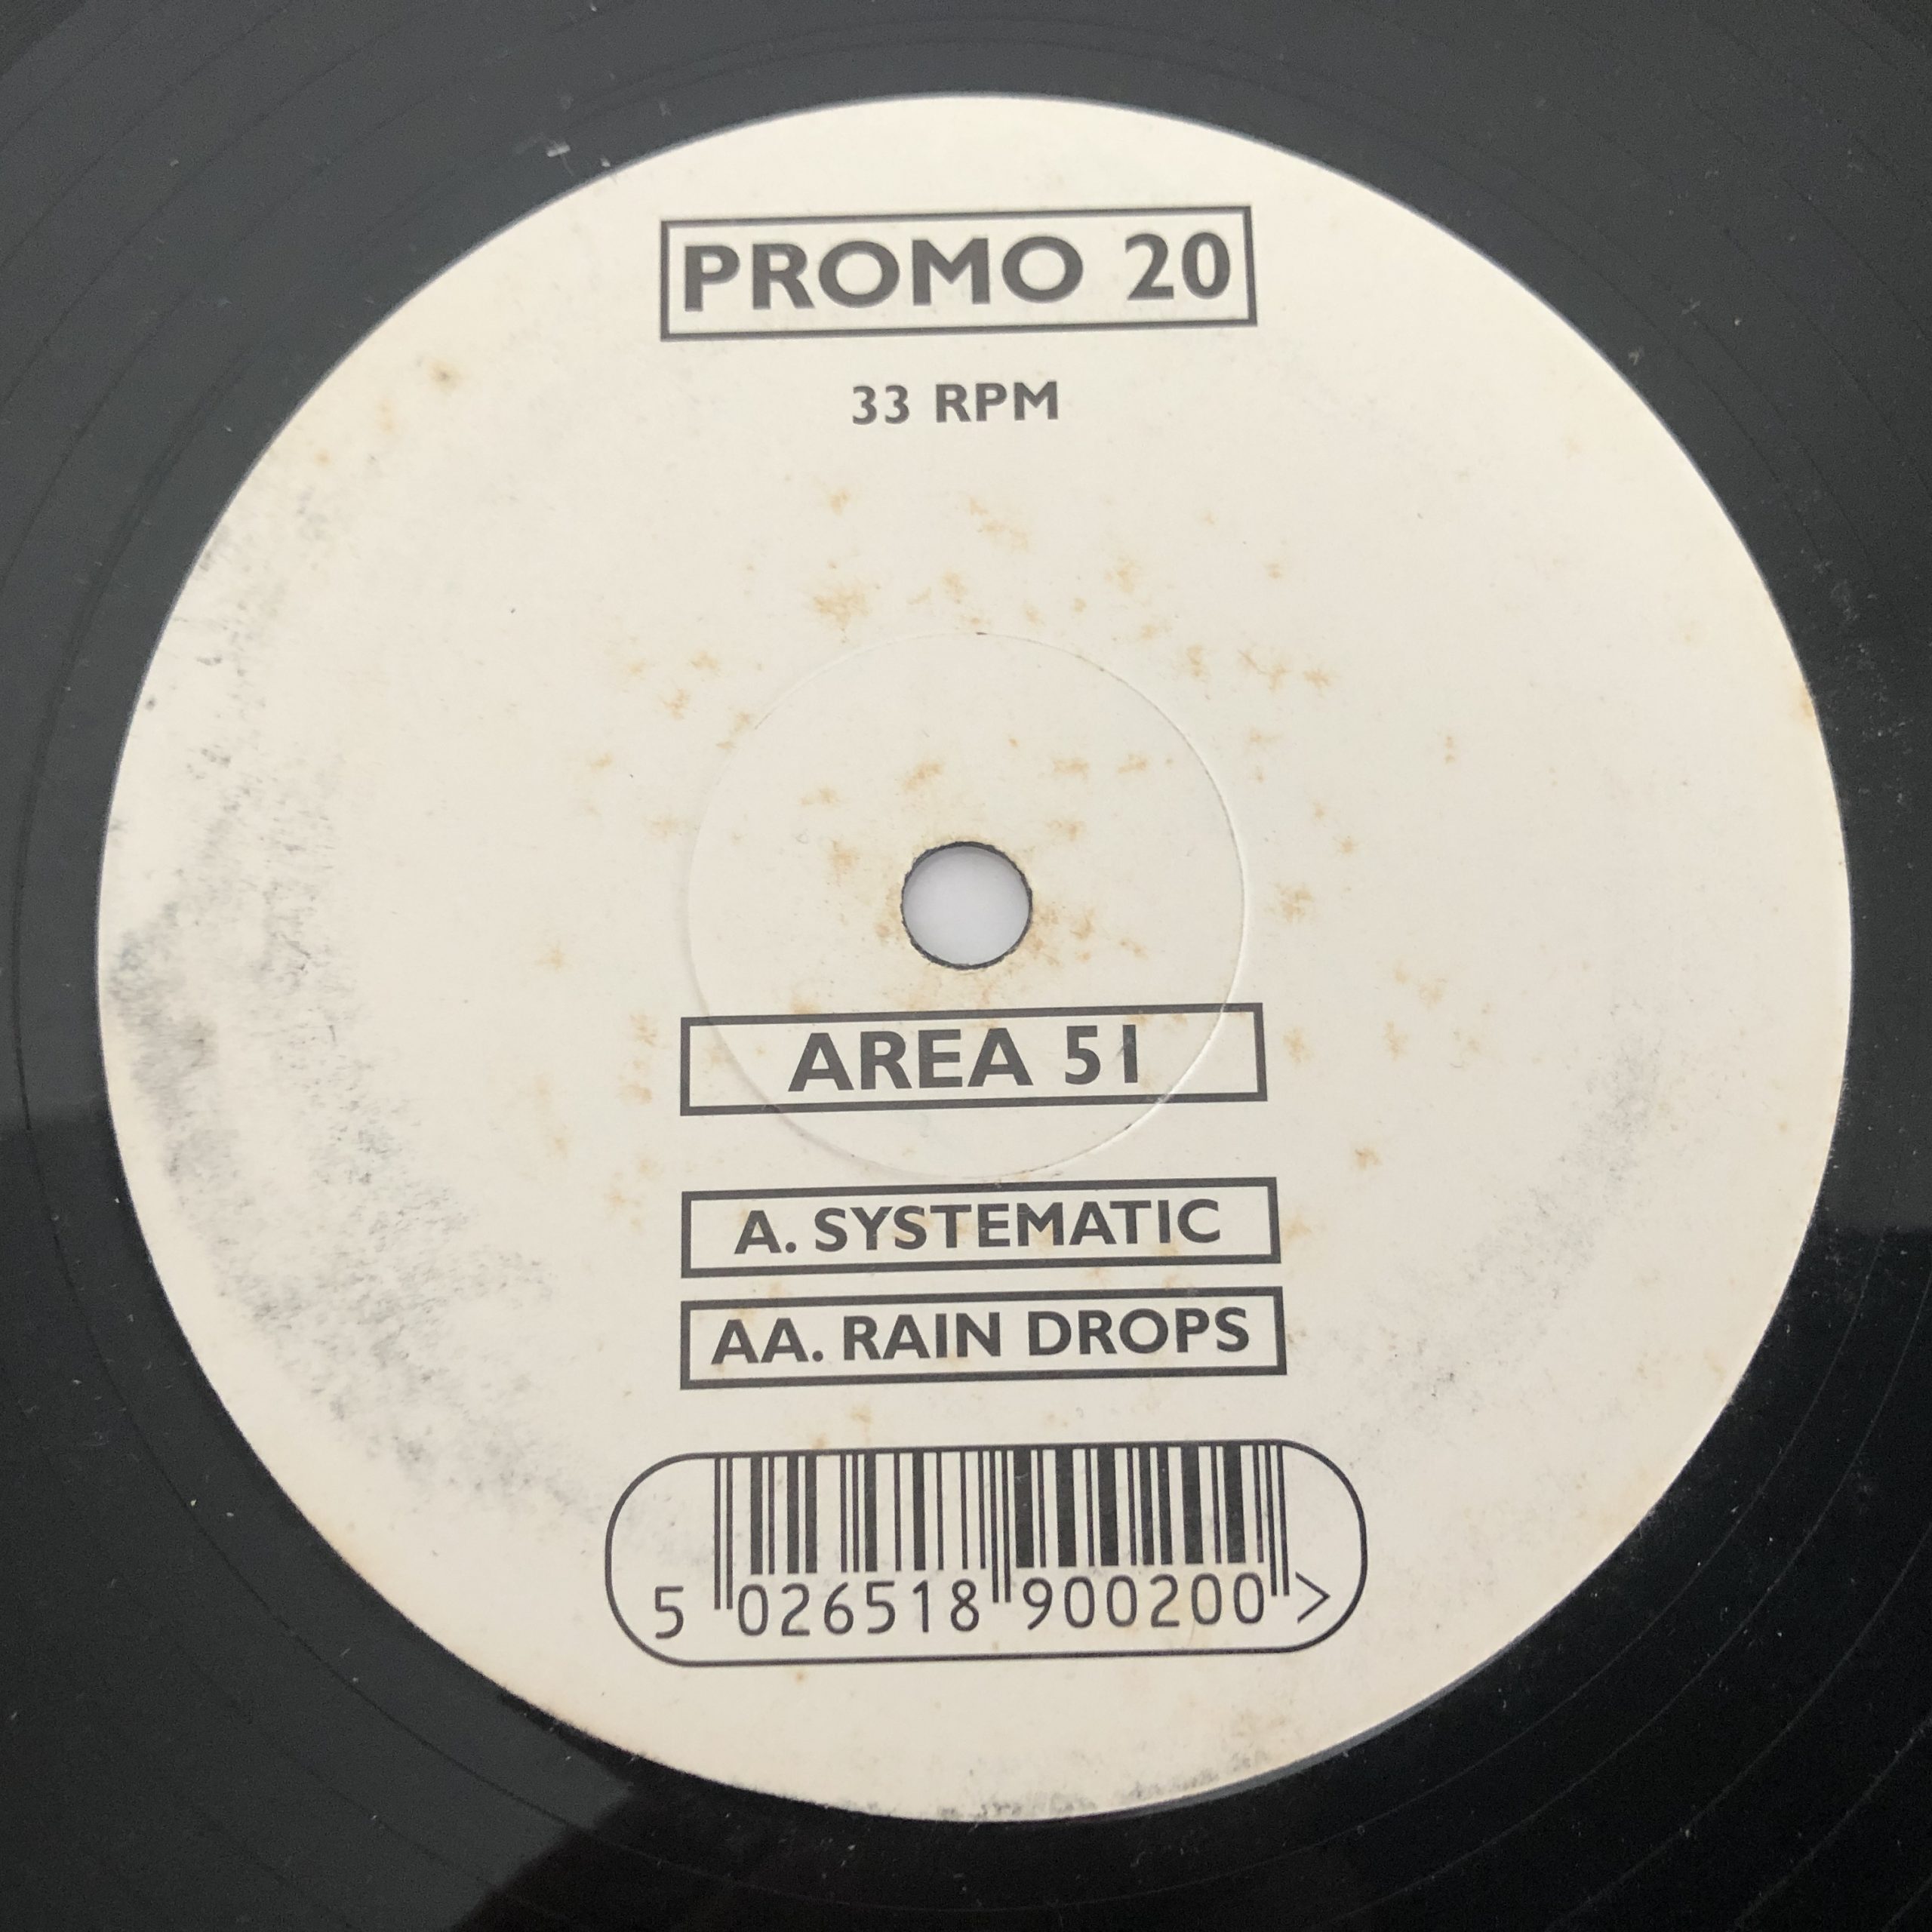 PROMO 20
33 RPM
AREA 51
A. SYSTEMATIC
AA. RAIN DROPS
5 026518 900200 >